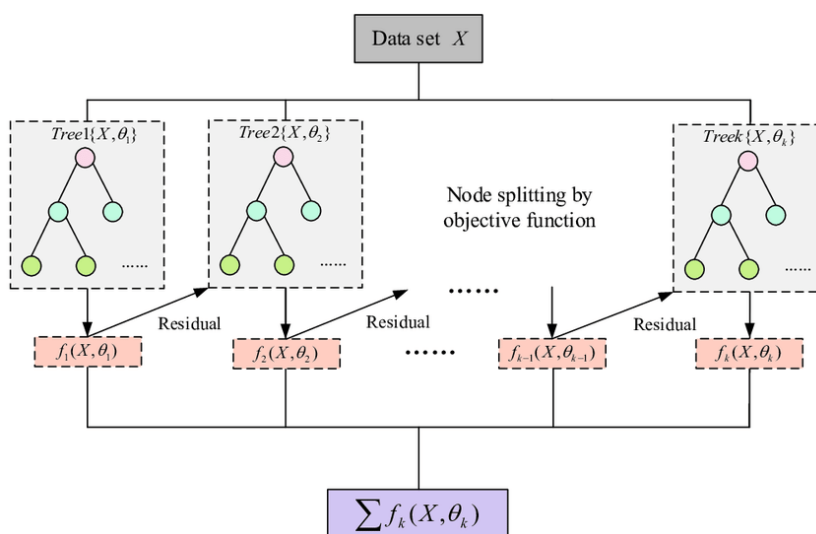 Data set X
Tree1{X,θ₁}
Tree2{X,θ₂}
Treek{X,θₖ}
Node splitting by
objective function
......
......
......
......
Residual
Residual
Residual
f₁(X,θ₁)
f₂(X,θ₂)
......
fₖ₋₁(X,θₖ₋₁)
fₖ(X,θₖ)
∑fₖ(X,θₖ)